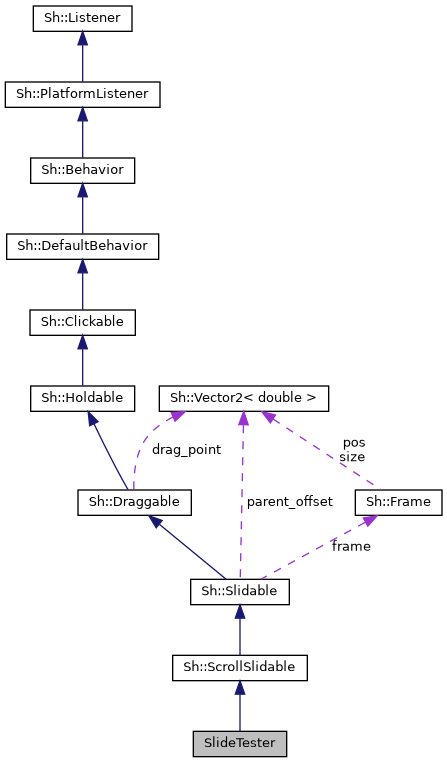 Sh::Listener
Sh::PlatformListener
Sh::Behavior
Sh::DefaultBehavior
Sh::Clickable
Sh::Holdable
Sh::Vector2< double >
drag_point
pos
size
Sh::Draggable
parent_offset
Sh::Frame
frame
Sh::Slidable
Sh::ScrollSlidable
SlideTester